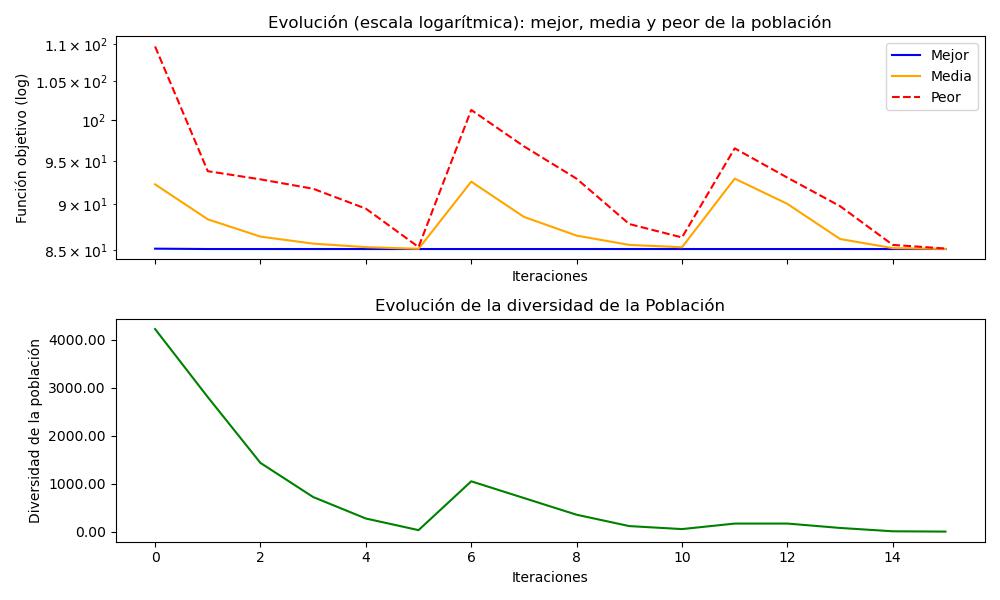 Evolución (escala logarítmica): mejor, media y peor de la población
1.1 × 10²
1.05 × 10²
10²
9.5 × 10¹
9 × 10¹
8.5 × 10¹
Función objetivo (log)
Mejor
Media
Peor
Iteraciones
Evolución de la diversidad de la Población
4000.00
3000.00
2000.00
1000.00
0.00
Diversidad de la población
0 2 4 6 8 10 12 14
Iteraciones